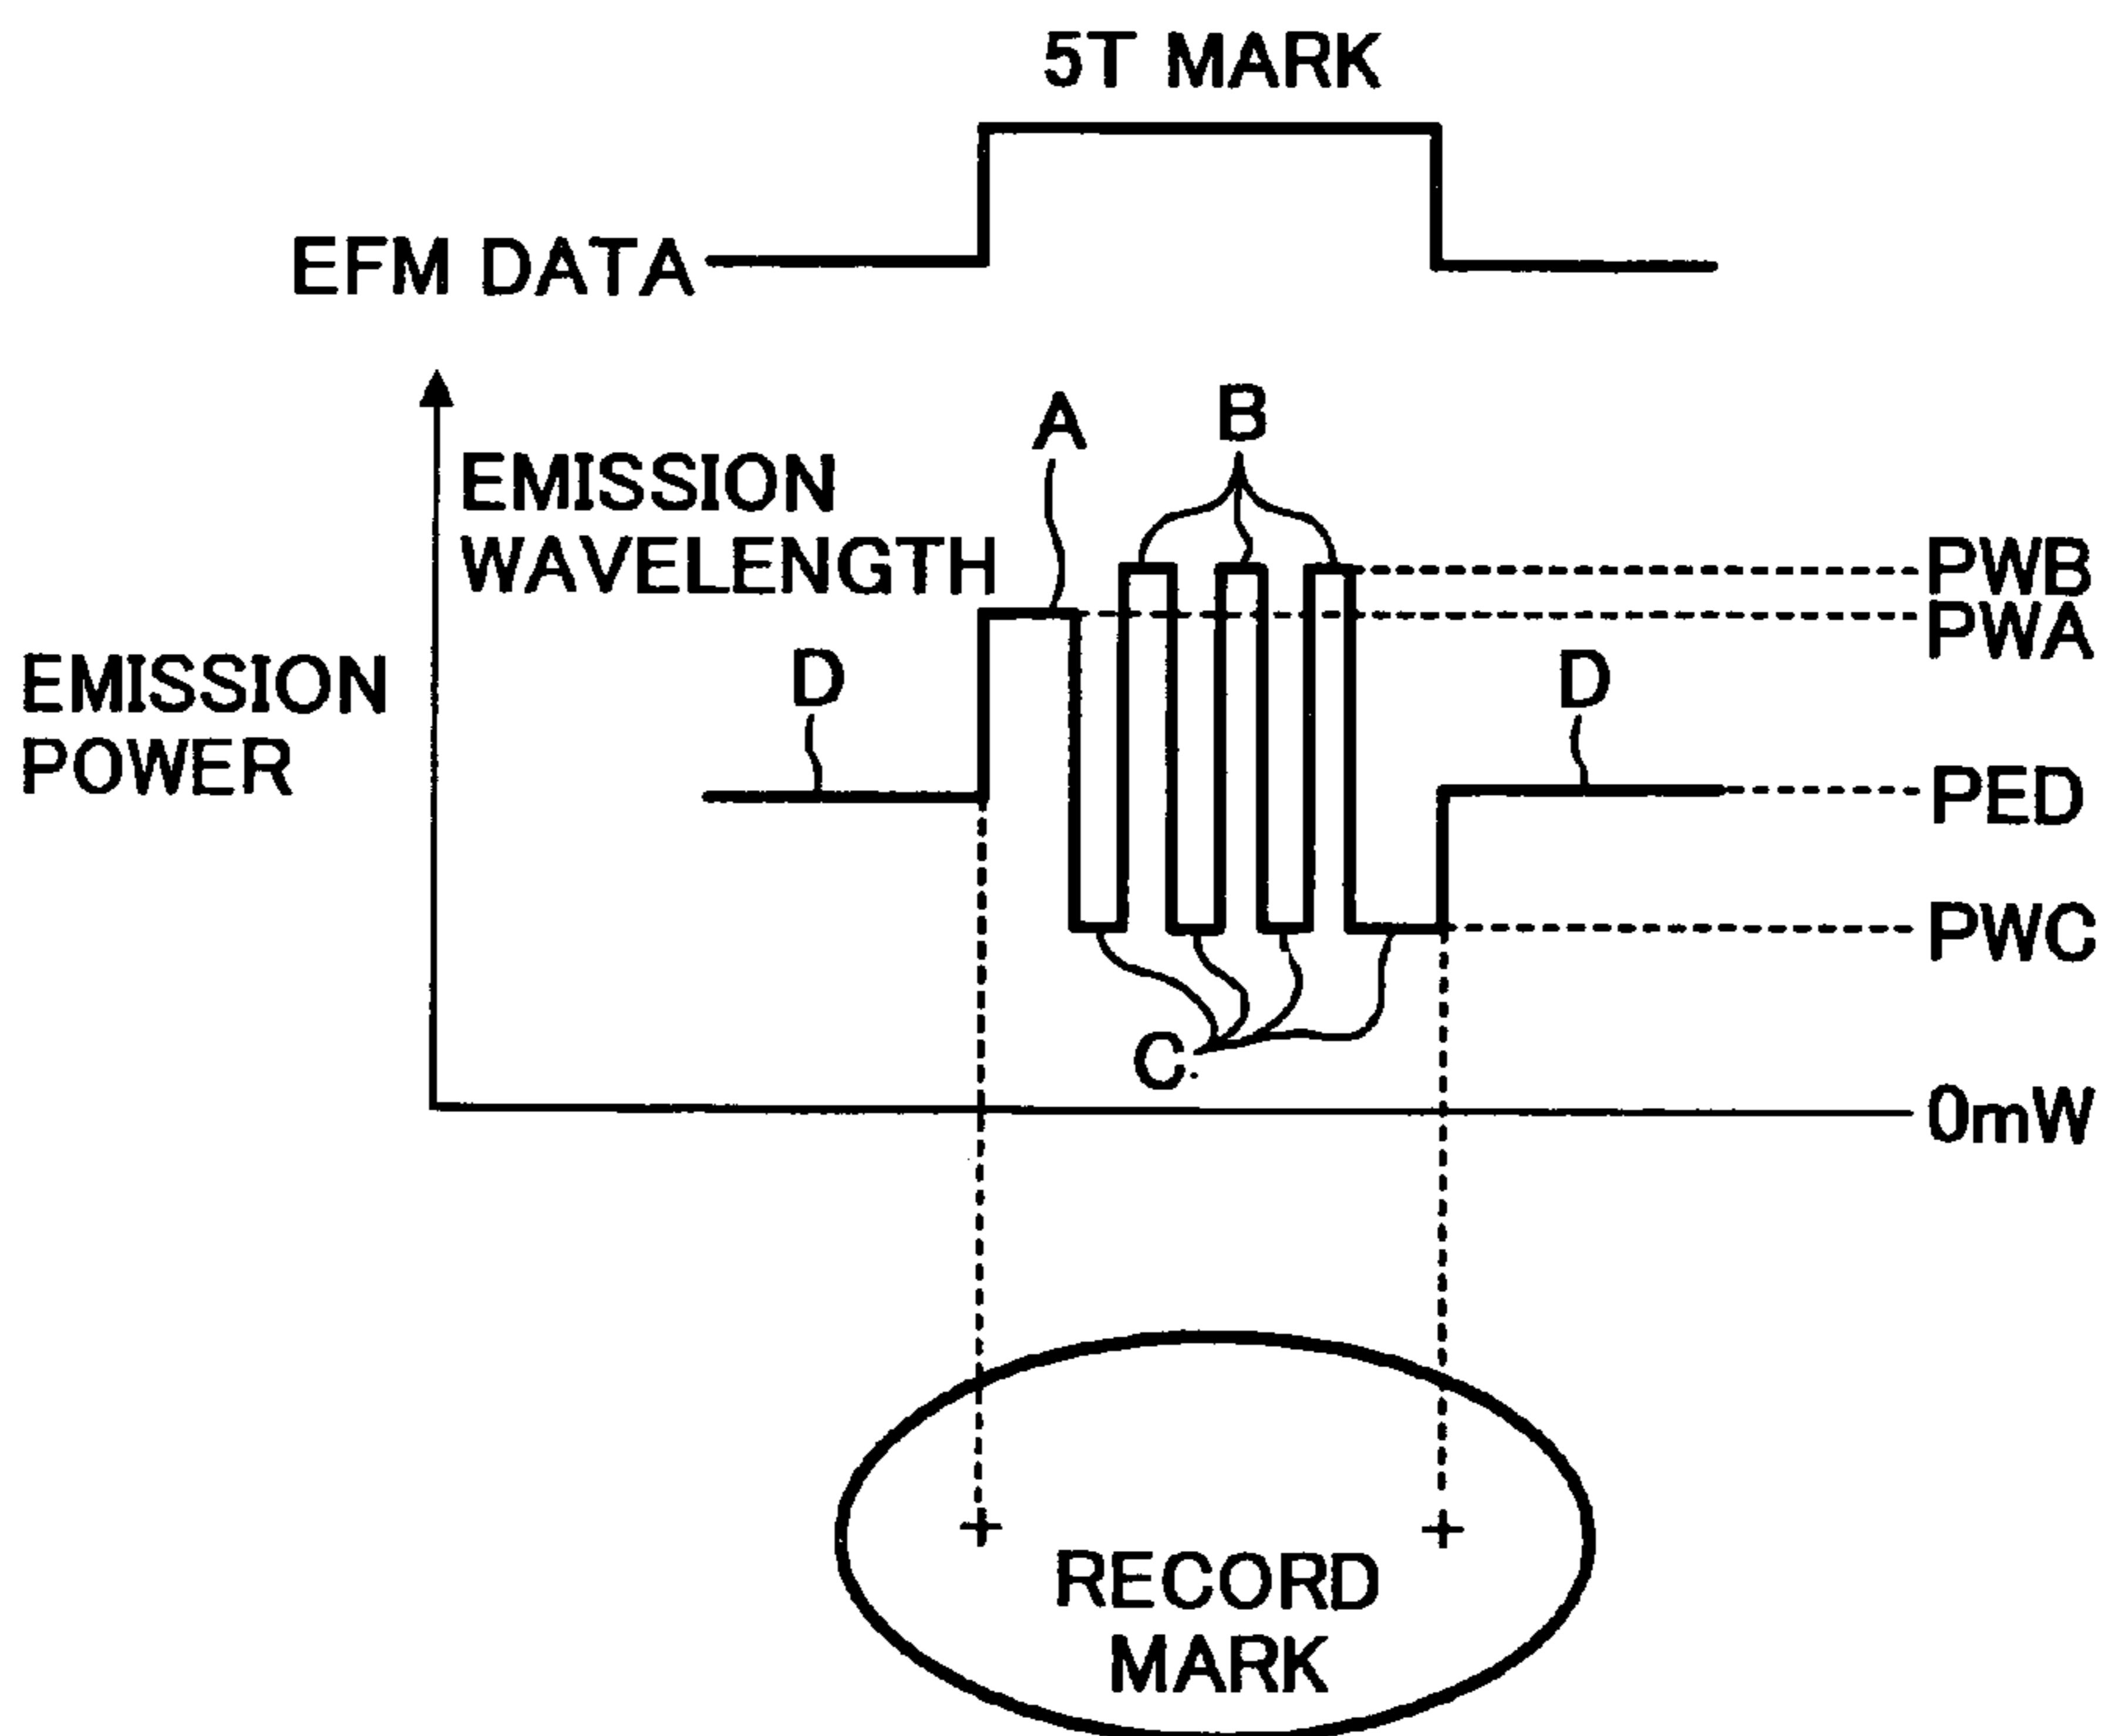 5T MARK
EFM DATA
A
B
EMISSION
WAVELENGTH
PWB
PWA
EMISSION
POWER
D
D
PED
PWC
C
0mW
RECORD
MARK